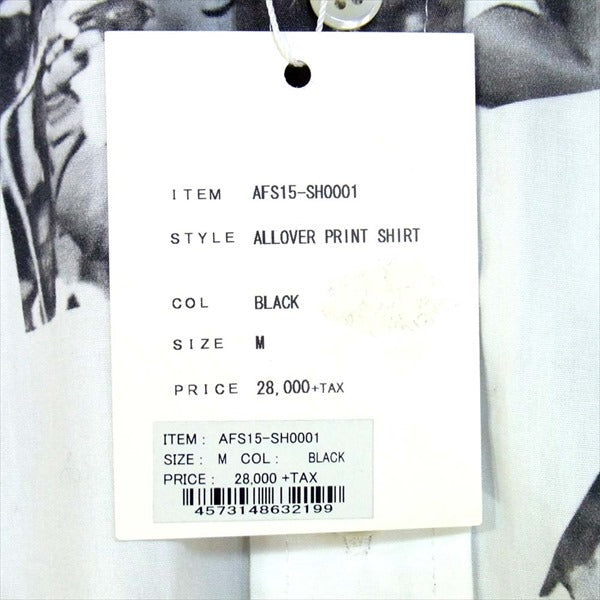 ITEM AFS15-SH0001
STYLE ALLOVER PRINT SHIRT
COL BLACK
SIZE M
PRICE 28,000+TAX
ITEM: AFS15-SH0001
SIZE: M COL: BLACK
PRICE: 28,000 +TAX
4573148632199